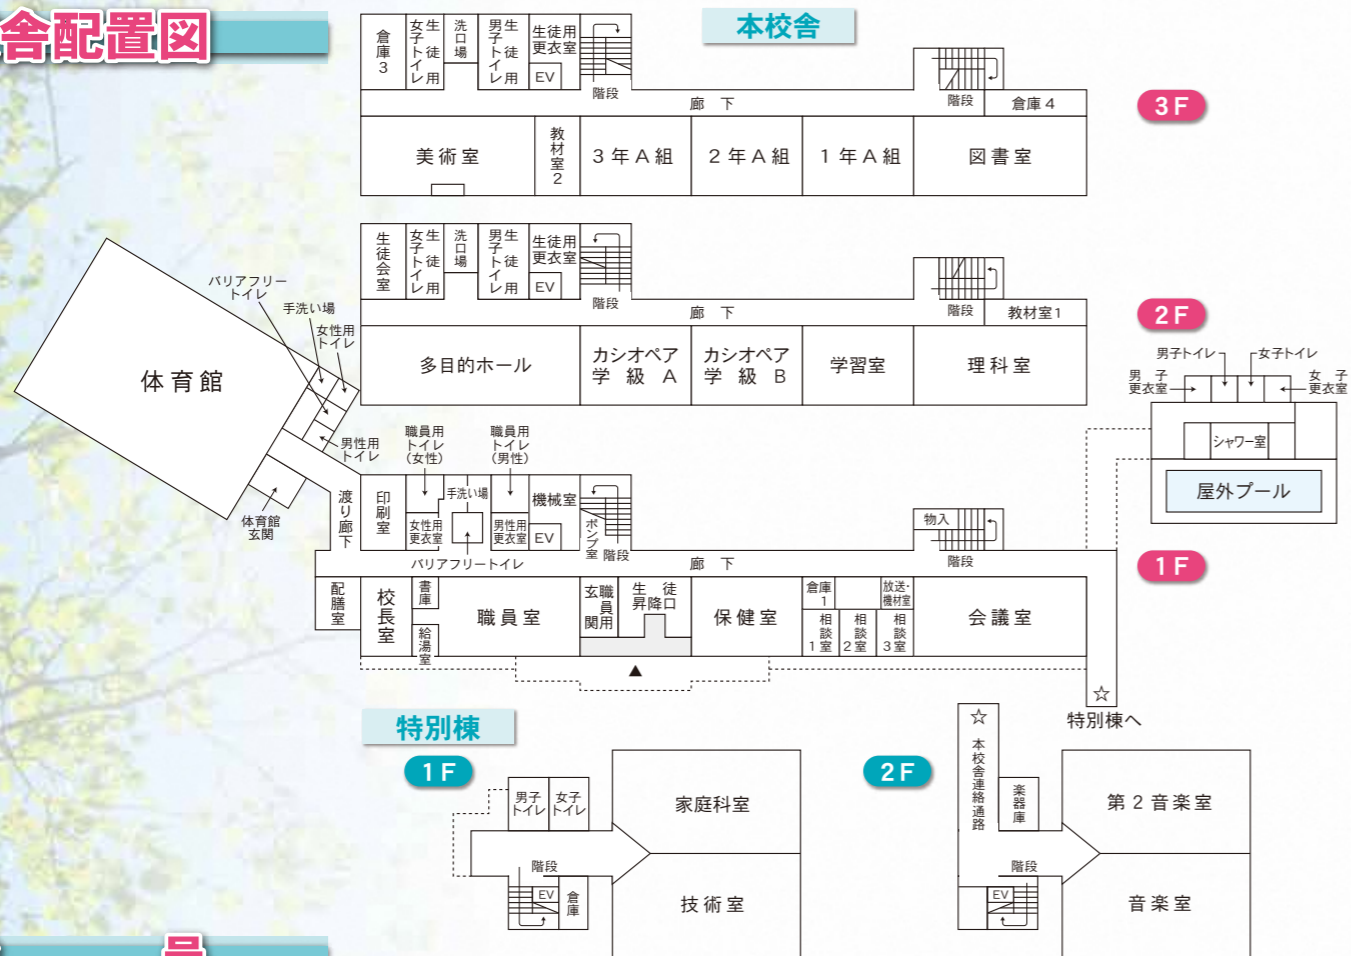 舎配置図
本校舎
倉庫3
生徒用
女子トイレ
洗口場
生徒用
男子トイレ
生徒用
更衣室
EV
階段
廊下
階段
倉庫4
3F
美術室
教材室2
3年A組
2年A組
1年A組
図書室
生徒会室
生徒用
女子トイレ
洗口場
生徒用
男子トイレ
生徒用
更衣室
EV
階段
廊下
階段
教材室1
2F
多目的ホール
カシオペア
学級A
カシオペア
学級B
学習室
理科室
バリアフリー
トイレ
手洗い場
女性用
トイレ
体育館
男性用
トイレ
体育館
玄関
渡り廊下
男子トイレ
女子トイレ
男子
更衣室
女子
更衣室
シャワー室
屋外プール
職員用
トイレ
(女性)
職員用
トイレ
(男性)
印刷室
手洗い場
機械室
女性用
更衣室
男性用
更衣室
EV
ポンプ室
階段
バリアフリートイレ
廊下
物入
階段
1F
配膳室
校長室
書庫
給湯室
職員室
職員用
玄関
生徒
昇降口
保健室
倉庫
1
放送・
機材室
相談室1
相談室2
相談室3
会議室
▲
☆
特別棟へ
特別棟
1F
男子
トイレ
女子
トイレ
家庭科室
階段
EV
倉庫
技術室
2F
☆
本校舎連絡通路
楽器庫
第2音楽室
階段
EV
音楽室